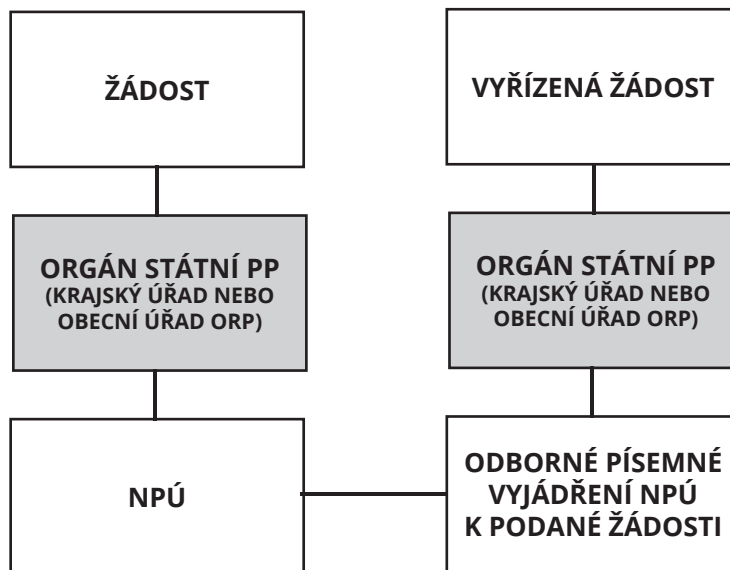 ŽÁDOST
ORGÁN STÁTNÍ PP
(KRAJSKÝ ÚŘAD NEBO
OBECNÍ ÚŘAD ORP)
NPÚ
ODBORNÉ PÍSEMNÉ
VYJÁDŘENÍ NPÚ
K PODANÉ ŽÁDOSTI
ORGÁN STÁTNÍ PP
(KRAJSKÝ ÚŘAD NEBO
OBECNÍ ÚŘAD ORP)
VYŘÍZENÁ ŽÁDOST